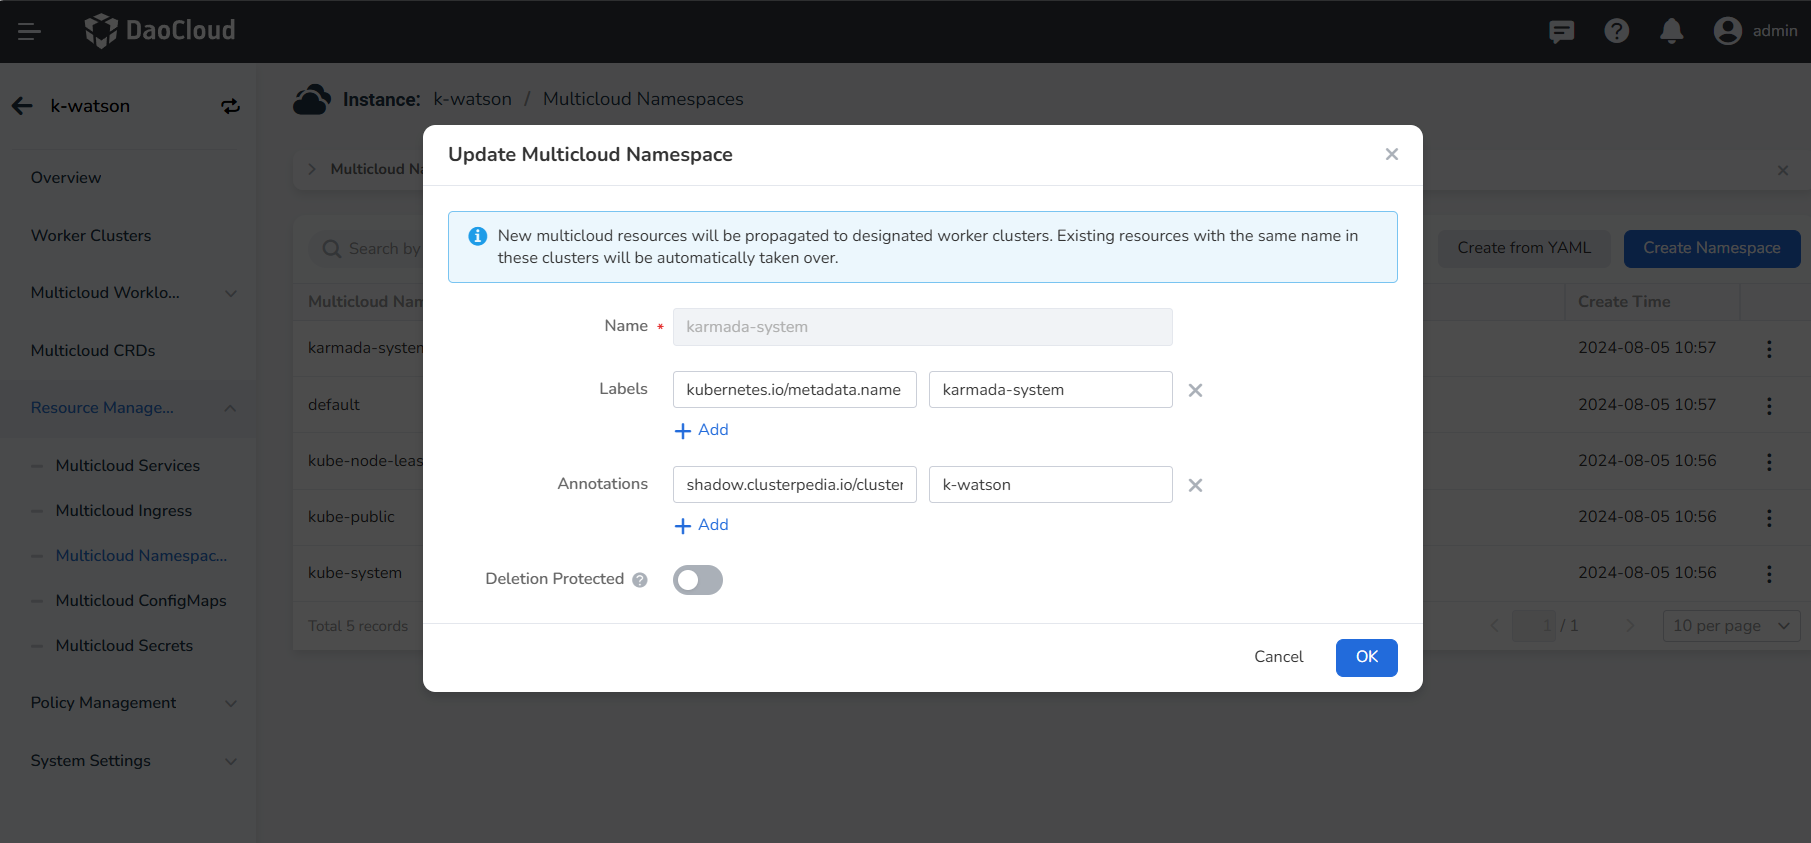 DaoCloud
admin
k-watson
Instance: k-watson / Multicloud Namespaces
Overview
Worker Clusters
Multicloud Worklo...
Multicloud CRDs
Resource Manage...
Multicloud Services
Multicloud Ingress
Multicloud Namespac...
Multicloud ConfigMaps
Multicloud Secrets
Policy Management
System Settings
Multicloud
Search by
Create from YAML
Create Namespace
Multicloud
Create Time
karmada-system
2024-08-05 10:57
default
2024-08-05 10:57
2024-08-05 10:56
kube-public
2024-08-05 10:56
kube-system
2024-08-05 10:56
Total 5 records
1 / 1
10 per page
Update Multicloud Namespace
New multicloud resources will be propagated to designated worker clusters. Existing resources with the same name in
these clusters will be automatically taken over.
Name * karmada-system
Labels kubernetes.io/metadata.name karmada-system
Add
Annotations shadow.clusterpedia.io/cluster k-watson
Add
Deletion Protected ?
Cancel
OK